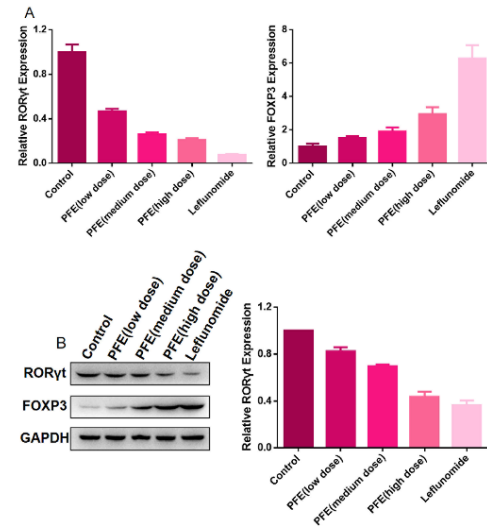 A
Relative RORγt Expression
1.2
0.8
0.4
0.0
Control
PFE(low dose)
PFE(medium dose)
PFE(high dose)
Leflunomide
Relative FOXP3 Expression
8
6
4
2
0
Control
PFE(low dose)
PFE(medium dose)
PFE(high dose)
Leflunomide
B
Control
PFE(low dose)
PFE(medium dose)
PFE(high dose)
Leflunomide
RORγt
FOXP3
GAPDH
Relative RORγt Expression
1.2
0.8
0.4
0.0
Control
PFE(low dose)
PFE(medium dose)
PFE(high dose)
Leflunomide